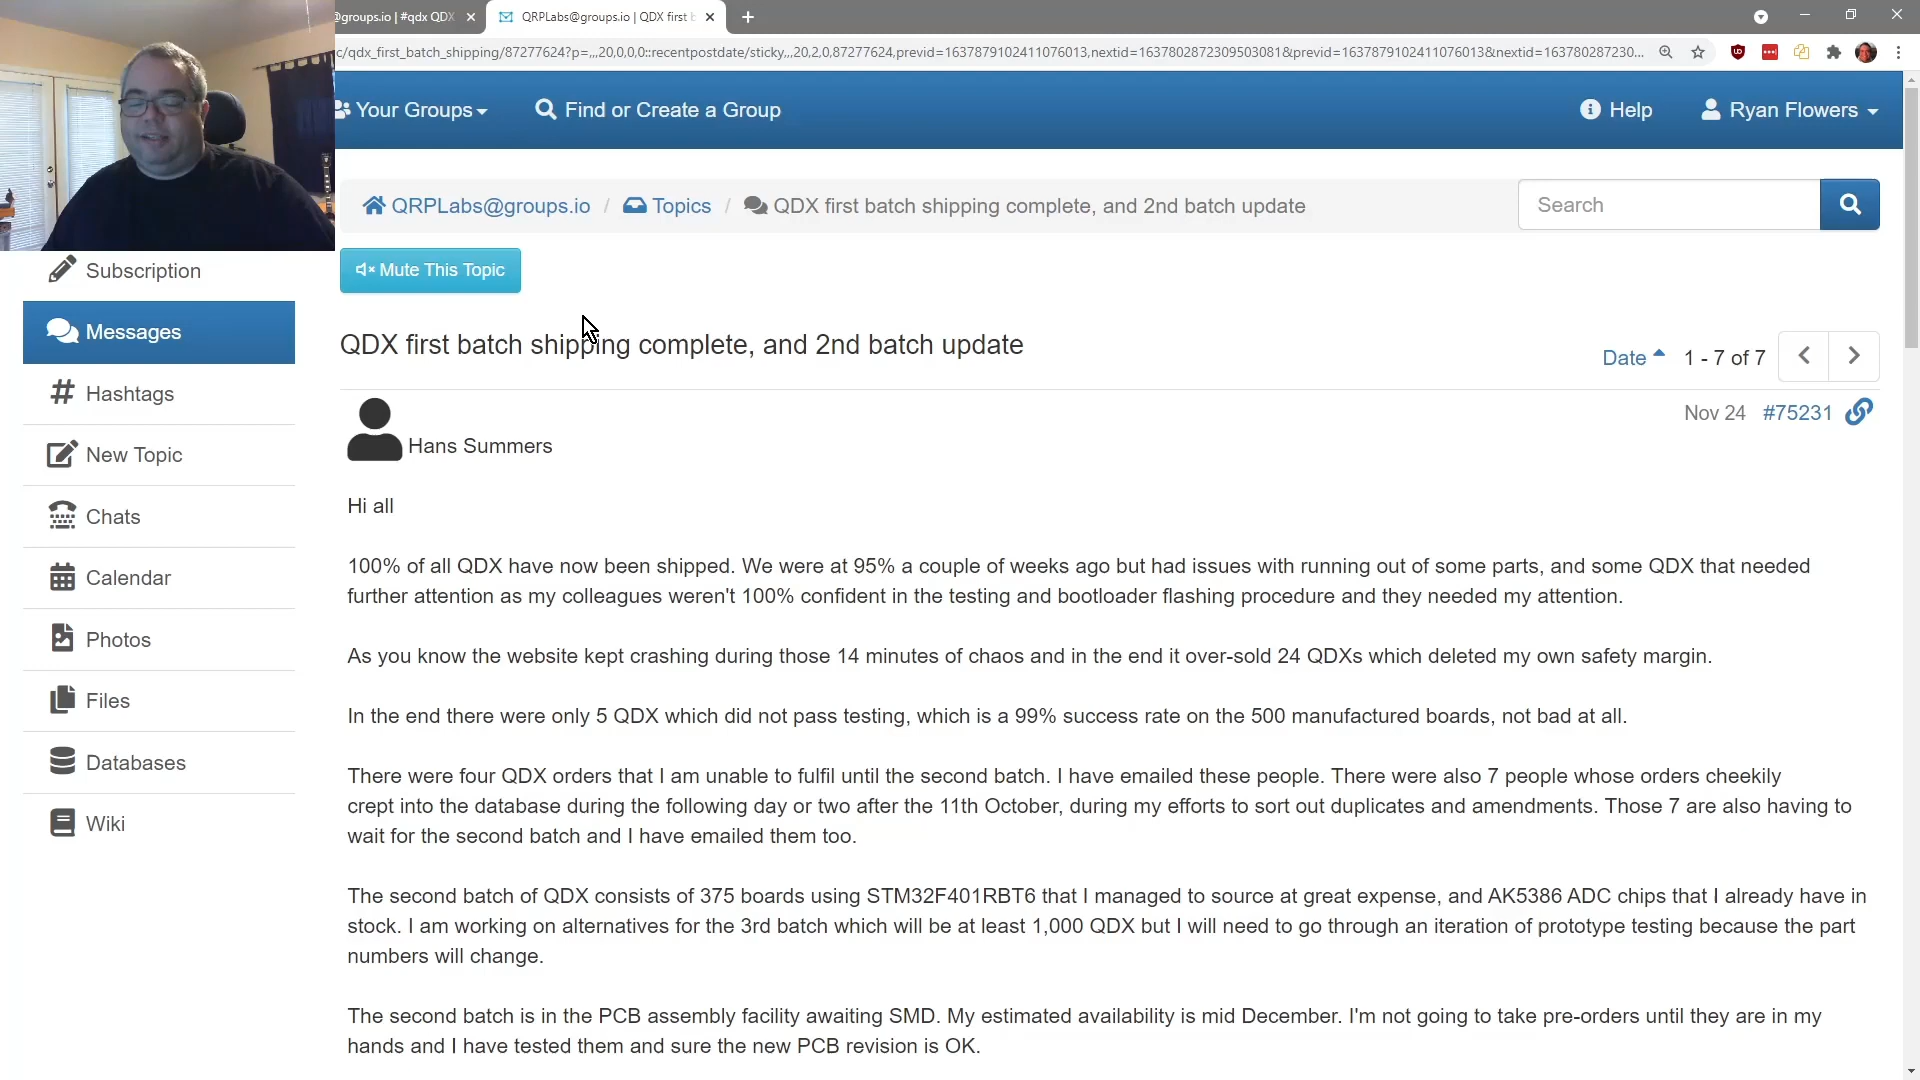 @groups.io | #qdx QDX
QRPLabs@groups.io | QDX first b
c/qdx_first_batch_shipping/87277624?p=,,,20,0,0,0::recentpostdate/sticky,,,20,2,0,87277624,previd=1637879102411076013,nextid=1637802872309503081&previd=1637879102411076013&nextid=163780287230...
Your Groups
Find or Create a Group
Help
Ryan Flowers
QRPLabs@groups.io / Topics / QDX first batch shipping complete, and 2nd batch update
Search
Mute This Topic
Subscription
Messages
Hashtags
New Topic
Chats
Calendar
Photos
Files
Databases
Wiki
QDX first batch shipping complete, and 2nd batch update
Date 1 - 7 of 7
Nov 24 #75231
Hans Summers
Hi all
100% of all QDX have now been shipped. We were at 95% a couple of weeks ago but had issues with running out of some parts, and some QDX that needed
further attention as my colleagues weren't 100% confident in the testing and bootloader flashing procedure and they needed my attention.
As you know the website kept crashing during those 14 minutes of chaos and in the end it over-sold 24 QDXs which deleted my own safety margin.
In the end there were only 5 QDX which did not pass testing, which is a 99% success rate on the 500 manufactured boards, not bad at all.
There were four QDX orders that I am unable to fulfil until the second batch. I have emailed these people. There were also 7 people whose orders cheekily
crept into the database during the following day or two after the 11th October, during my efforts to sort out duplicates and amendments. Those 7 are also having to
wait for the second batch and I have emailed them too.
The second batch of QDX consists of 375 boards using STM32F401RBT6 that I managed to source at great expense, and AK5386 ADC chips that I already have in
stock. I am working on alternatives for the 3rd batch which will be at least 1,000 QDX but I will need to go through an iteration of prototype testing because the part
numbers will change.
The second batch is in the PCB assembly facility awaiting SMD. My estimated availability is mid December. I'm not going to take pre-orders until they are in my
hands and I have tested them and sure the new PCB revision is OK.